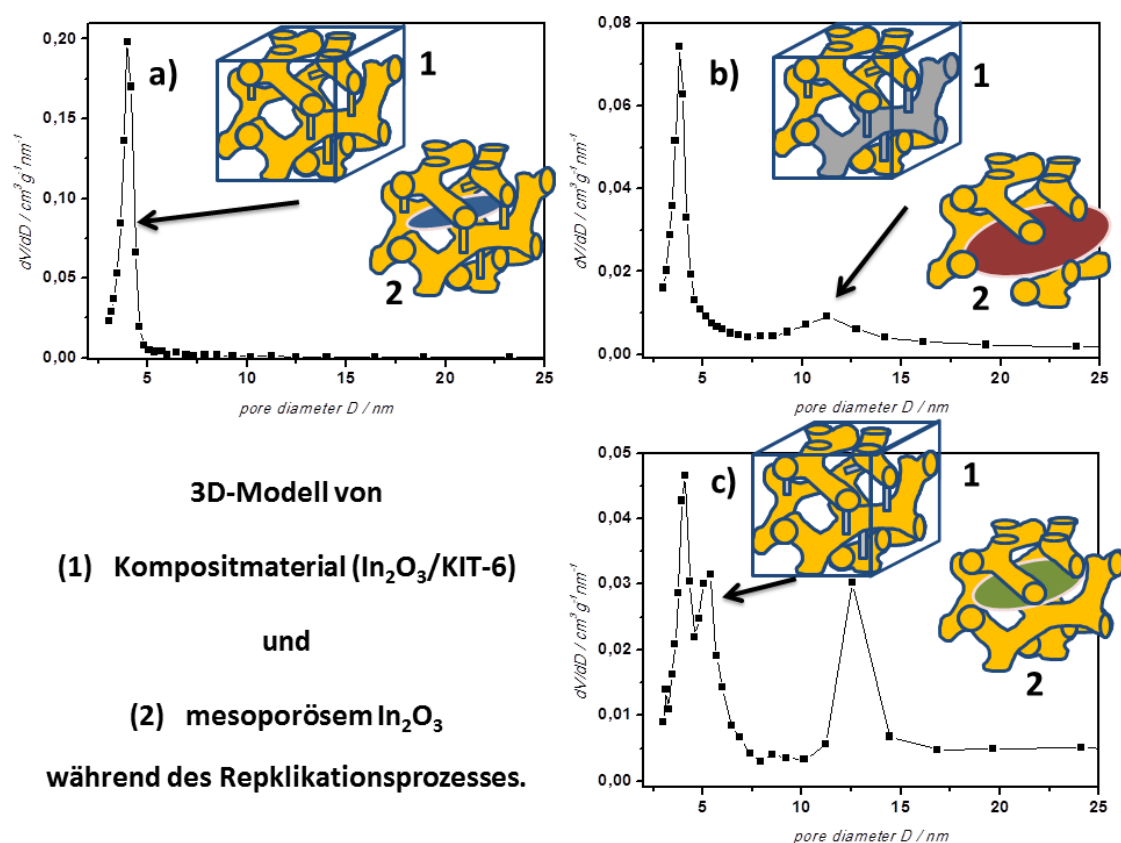 a)
1
2
0,20
0,15
0,10
0,05
0,00
dV/dD / cm³g⁻¹nm⁻¹
5
10
15
20
25
pore diameter D / nm
b)
1
2
0,08
0,06
0,04
0,02
0,00
dV/dD / cm³g⁻¹nm⁻¹
5
10
15
20
25
pore diameter D / nm
3D-Modell von
(1) Kompositmaterial (In₂O₃/KIT-6)
und
(2) mesoporösem In₂O₃
während des Repklikationsprozesses.
c)
1
2
0,05
0,04
0,03
0,02
0,01
0,00
dV/dD / cm³g⁻¹nm⁻¹
5
10
15
20
25
pore diameter D / nm